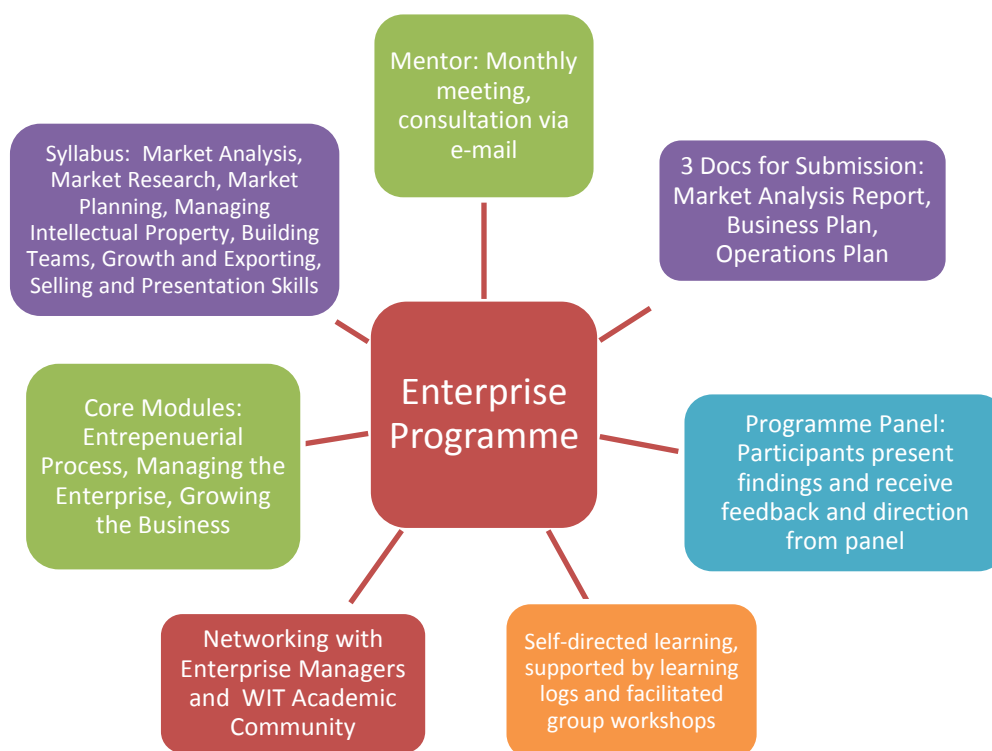 Mentor: Monthly
meeting,
consultation via
e-mail
Syllabus: Market Analysis,
Market Research, Market
Planning, Managing
Intellectual Property, Building
Teams, Growth and Exporting,
Selling and Presentation Skills
3 Docs for Submission:
Market Analysis Report,
Business Plan,
Operations Plan
Enterprise
Programme
Core Modules:
Entrepenuerial
Process, Managing the
Enterprise, Growing
the Business
Programme Panel:
Participants present
findings and receive
feedback and direction
from panel
Networking with
Enterprise Managers
and WIT Academic
Community
Self-directed learning,
supported by learning
logs and facilitated
group workshops